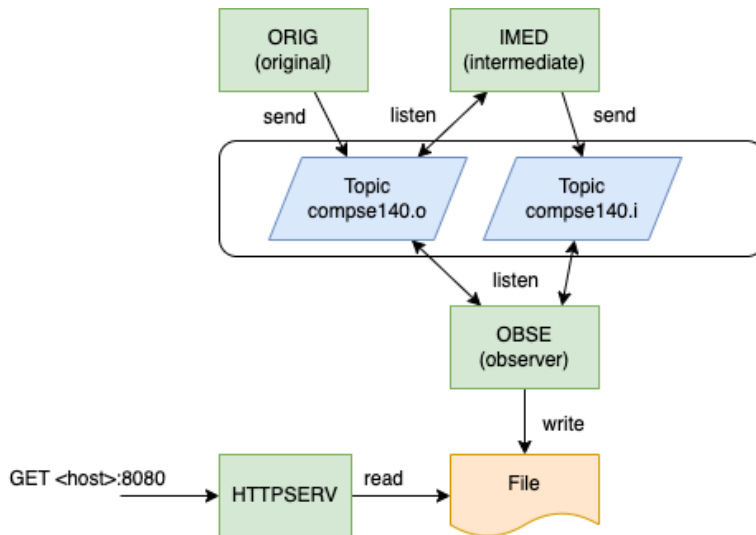 ORIG
(original)
IMED
(intermediate)
send
listen
send
Topic
compse140.o
Topic
compse140.i
listen
OBSE
(observer)
write
GET <host>:8080
HTTPSERV
read
File